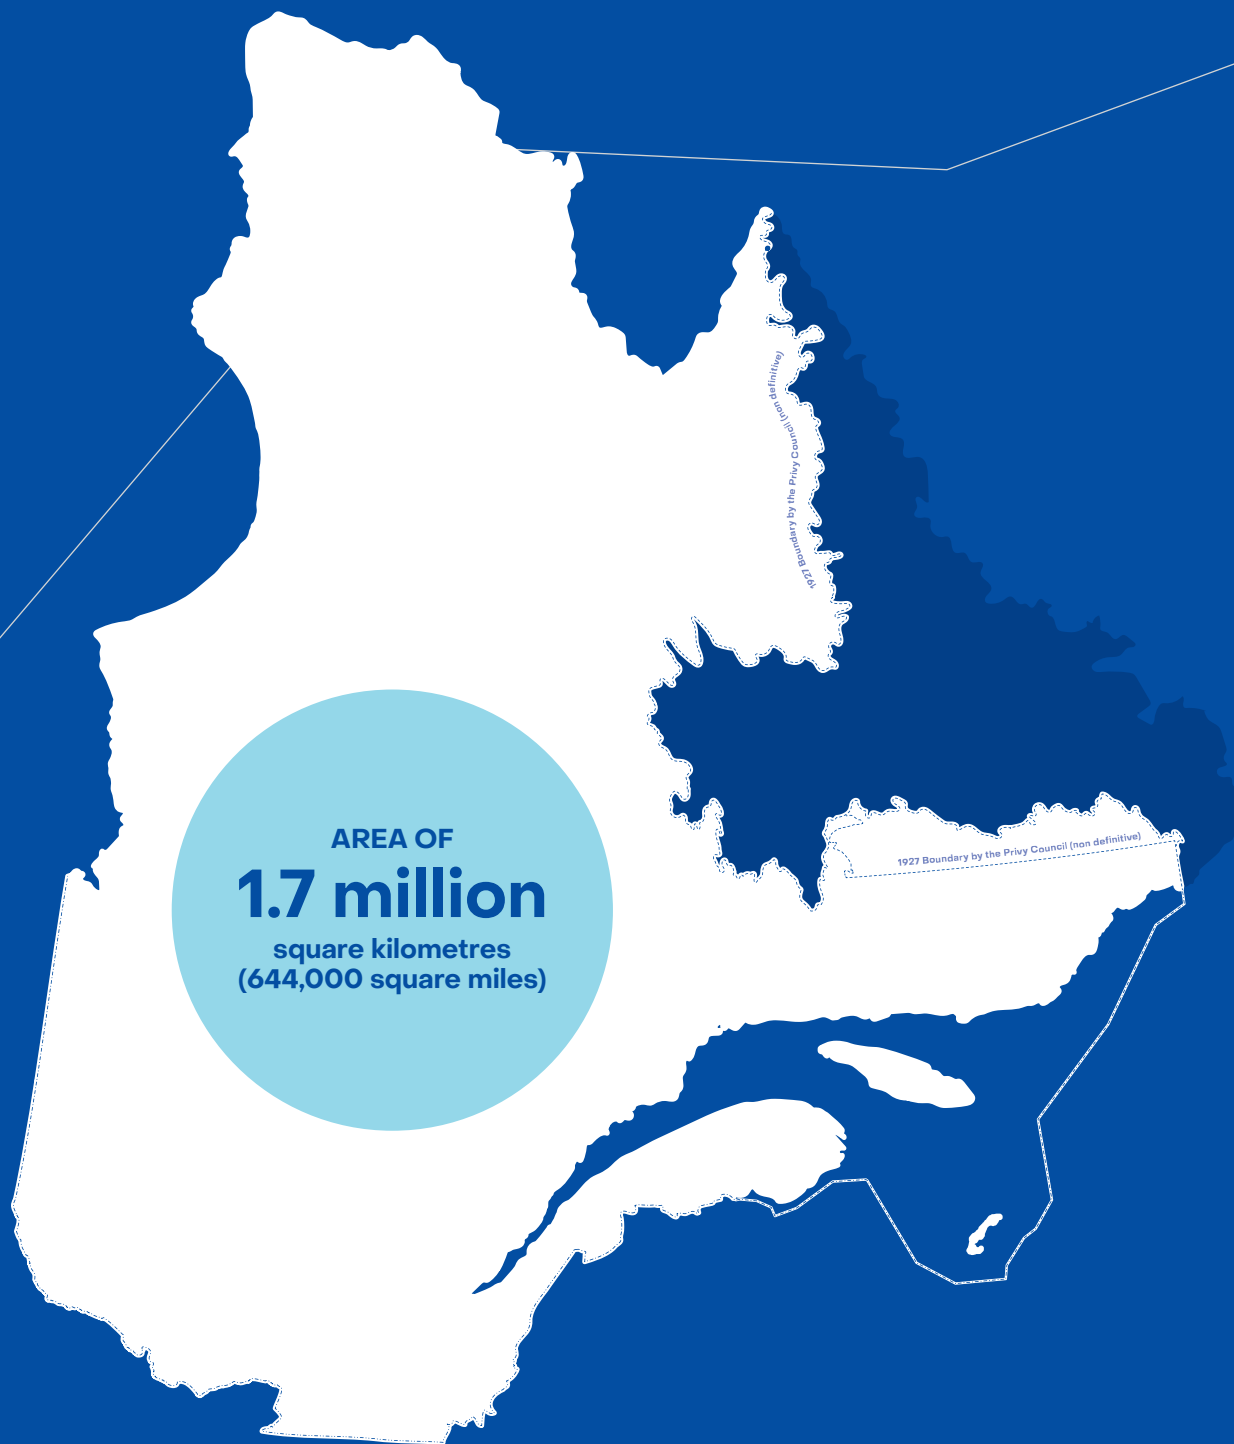 1927 Boundary by the Privy Council (non definitive)
AREA OF
1.7 million
square kilometres
(644,000 square miles)
1927 Boundary by the Privy Council (non definitive)